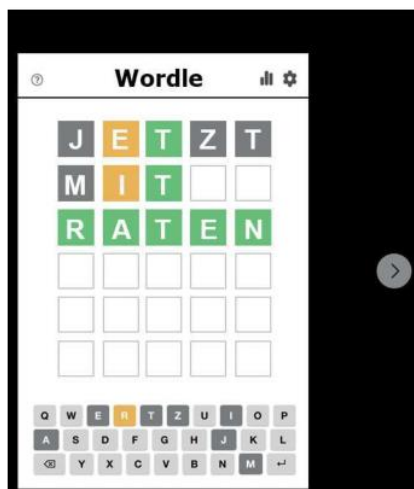 Wordle
J E T Z T
M I T
R A T E N
Q W E R T Z U I O P
A S D F G H J K L
Y X C V B N M